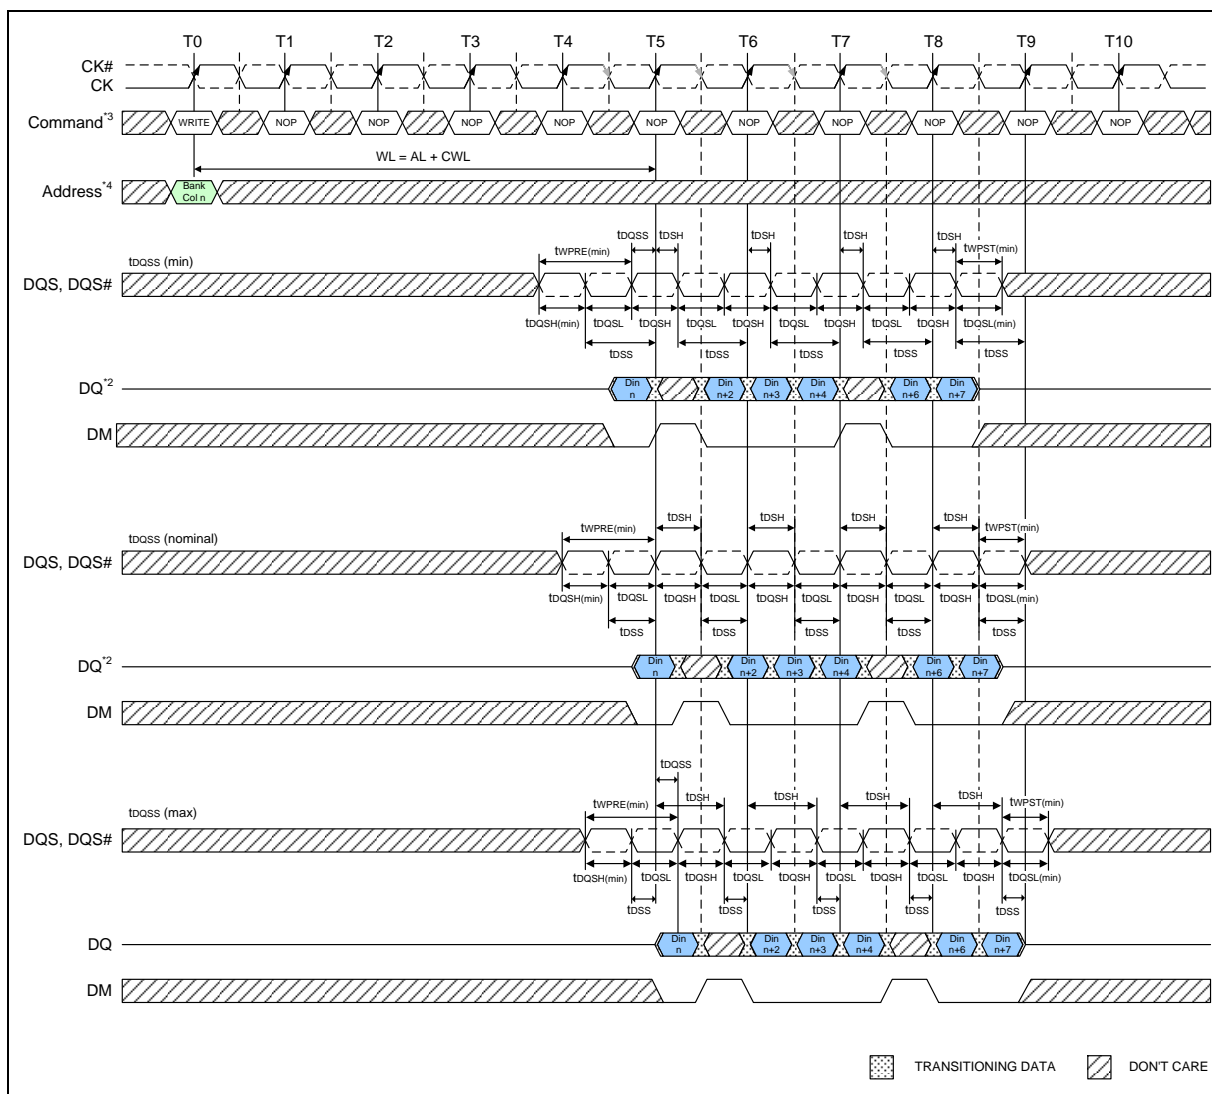 T0 T1 T2 T3 T4 T5 T6 T7 T8 T9 T10
CK#
CK
Command*3 WRITE NOP NOP NOP NOP NOP NOP NOP NOP NOP NOP
WL = AL + CWL
Address*4 Bank
Col n
tDQSS tDSH tDSH tDSH tDSH
tDQSS (min) tWPRE(min) tWPST(min)
DQS, DQS#
tDQSH(min) tDQSL tDQSH tDQSL tDQSH tDQSL tDQSH tDQSL tDQSH tDQSL(min)
tDSS tDSS tDSS tDSS tDSS
DQ*2 Din
n Din
n+2 Din
n+3 Din
n+4 Din
n+6 Din
n+7
DM
tWPRE(min) tDSH tDSH tDSH tDSH tWPST(min)
tDQSS (nominal)
DQS, DQS#
tDQSH(min) tDQSL tDQSH tDQSL tDQSH tDQSL tDQSH tDQSL tDQSH tDQSL(min)
tDSS tDSS tDSS tDSS tDSS
DQ*2 Din
n Din
n+2 Din
n+3 Din
n+4 Din
n+6 Din
n+7
DM
tDQSS
tDQSS (max) tWPRE(min) tDSH tDSH tDSH tDSH tWPST(min)
DQS, DQS#
tDQSH(min) tDQSL tDQSH tDQSL tDQSH tDQSL tDQSH tDQSL tDQSH tDQSL(min)
tDSS tDSS tDSS tDSS tDSS
DQ Din
n Din
n+2 Din
n+3 Din
n+4 Din
n+6 Din
n+7
DM
TRANSITIONING DATA DON'T CARE